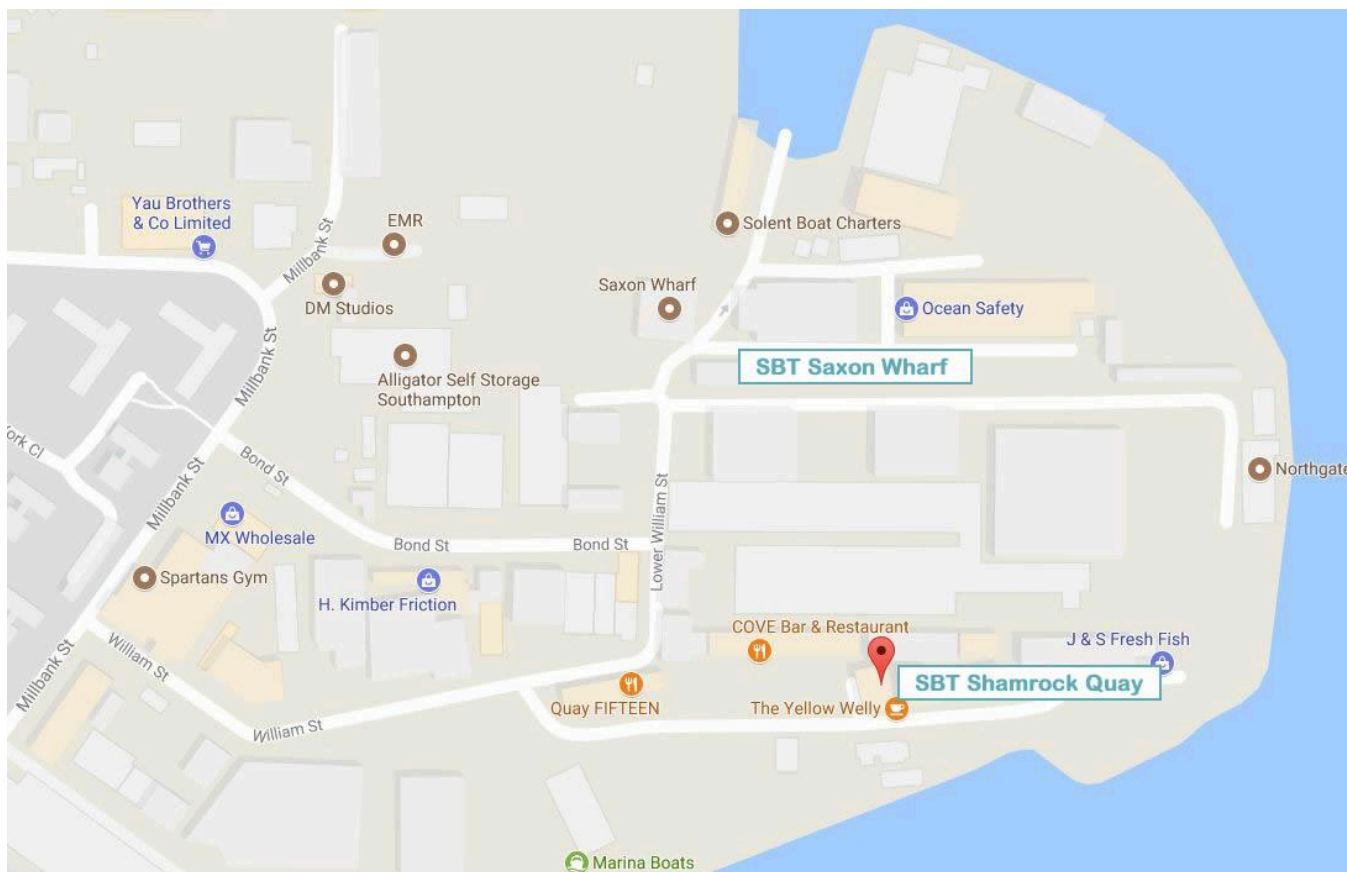 Yau Brothers
& Co Limited
Millbank St
EMR
Solent Boat Charters
DM Studios
Saxon Wharf
Ocean Safety
Millbank St
SBT Saxon Wharf
Alligator Self Storage
Southampton
York Cl
Bond St
Millbank St
Northgate
MX Wholesale
Bond St
Bond St
Lower William St
Spartans Gym
H. Kimber Friction
COVE Bar & Restaurant
J & S Fresh Fish
William St
Millbank St
SBT Shamrock Quay
Quay FIFTEEN
The Yellow Welly
William St
Marina Boats